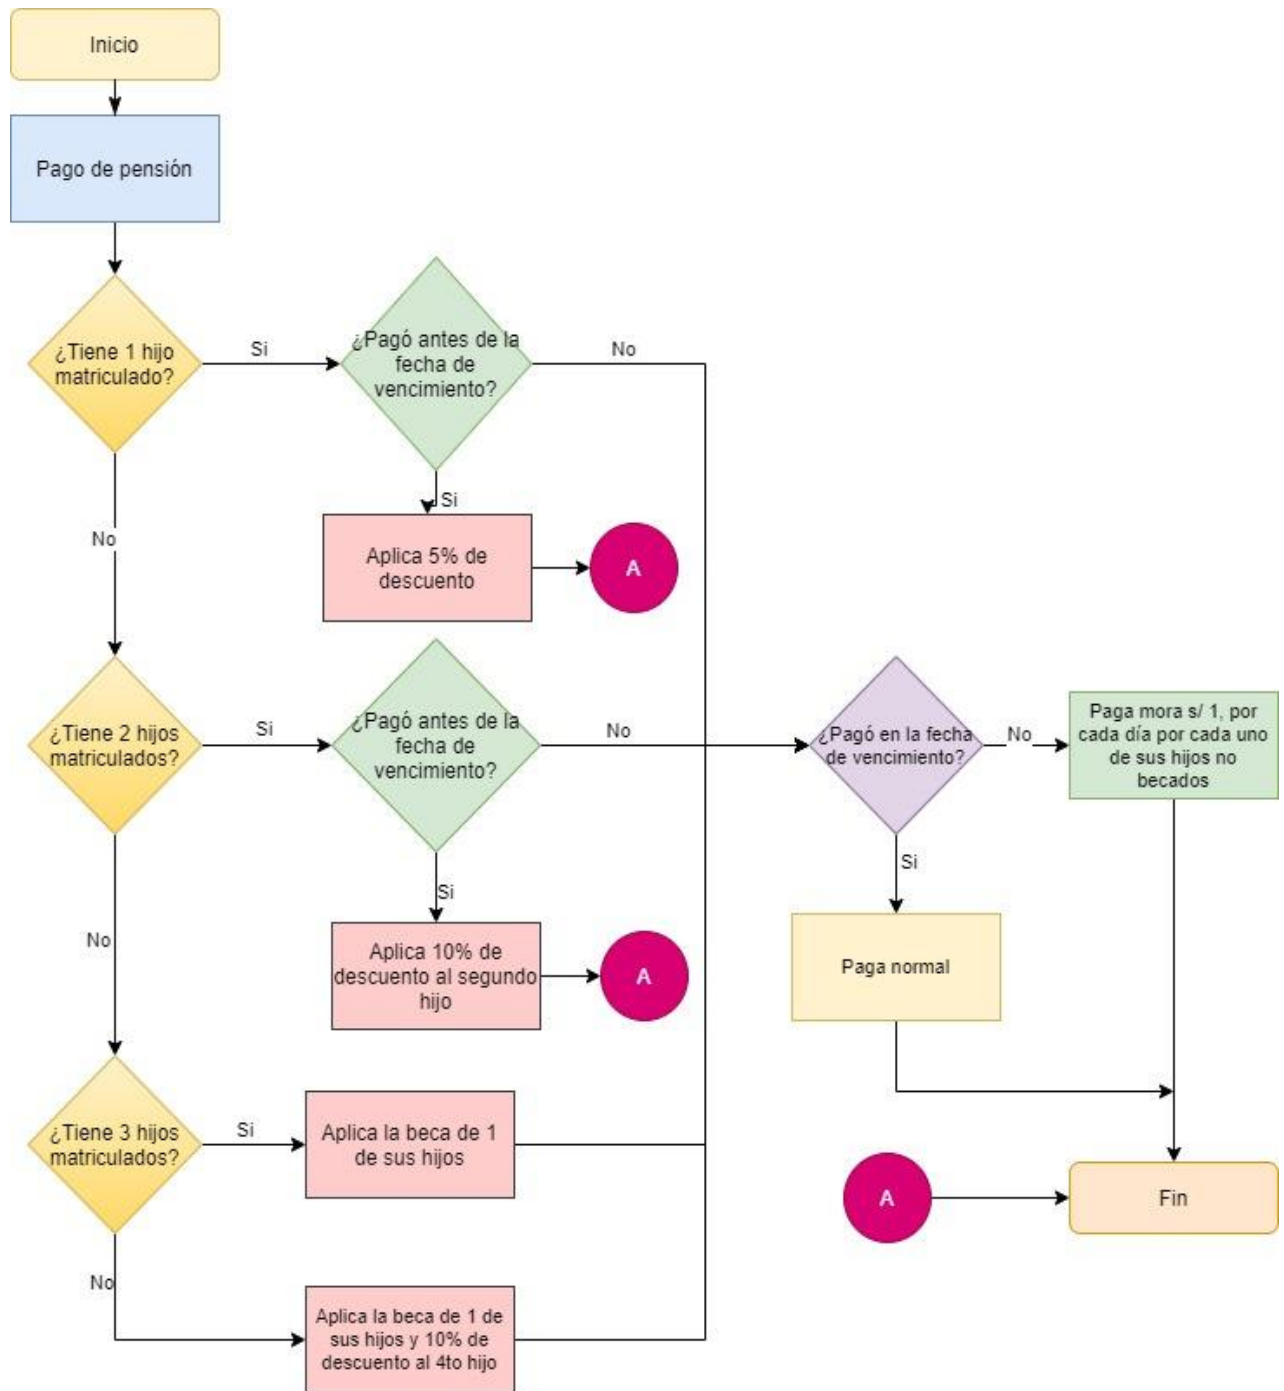 Inicio
Pago de pensión
¿Tiene 1 hijo
matriculado?
Si
¿Pagó antes de la
fecha de
vencimiento?
No
Si
No
Aplica 5% de
descuento
A
¿Tiene 2 hijos
matriculados?
Si
¿Pagó antes de la
fecha de
vencimiento?
No
¿Pagó en la fecha
de vencimiento?
No
Paga mora s/ 1, por
cada día por cada uno
de sus hijos no
becados
Si
Si
No
Aplica 10% de
descuento al segundo
hijo
A
Paga normal
¿Tiene 3 hijos
matriculados?
Si
Aplica la beca de 1
de sus hijos
A
Fin
No
Aplica la beca de 1 de
sus hijos y 10% de
descuento al 4to hijo